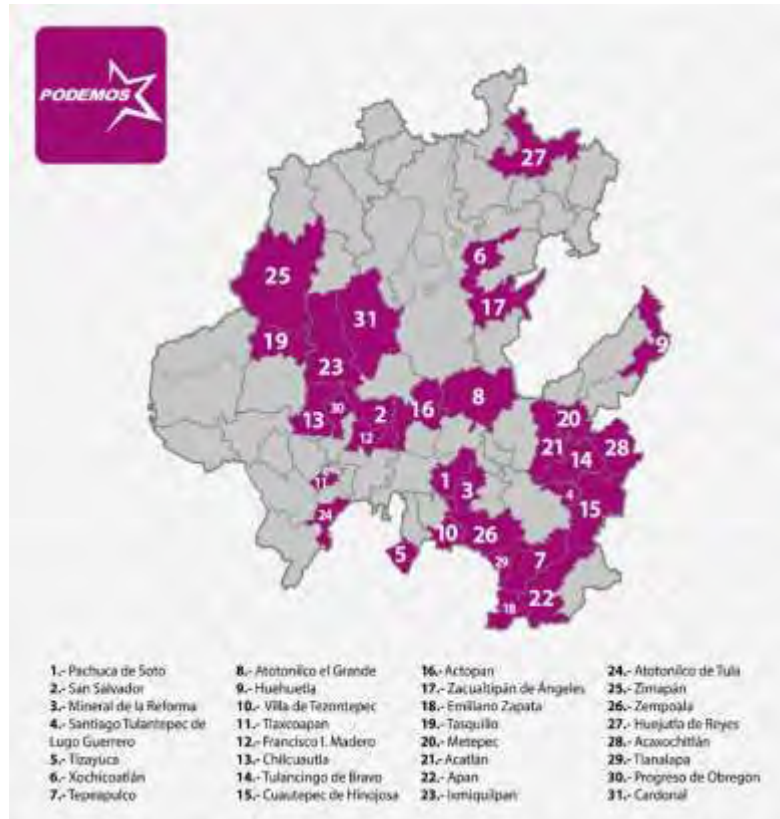 PODEMOS
27
6
25
17
31
9
19
23
8
30
2
16
20
13
12
21
28
14
11
1
3
4
15
24
10
26
5
29
7
18
22
1.- Pachuca de Soto
2.- San Salvador
3.- Mineral de la Reforma
4.- Santiago Tulantepec de
Lugo Guerrero
5.- Tizayuca
6.- Xochicoatlán
7.- Tepeapulco
8.- Atotonilco el Grande
9.- Huehuetla
10.- Villa de Tezontepec
11.- Tlaxcoapan
12.- Francisco I. Madero
13.- Chilcuautla
14.- Tulancingo de Bravo
15.- Cuautepec de Hinojosa
16.- Actopan
17.- Zacualtipán de Ángeles
18.- Emiliano Zapata
19.- Tasquillo
20.- Metepec
21.- Acatlán
22.- Apan
23.- Ixmiquilpan
24.- Atotonilco de Tula
25.- Zimapán
26.- Zempoala
27.- Huejutla de Reyes
28.- Acaxochitlán
29.- Tlanalapa
30.- Progreso de Obregón
31.- Cardonal